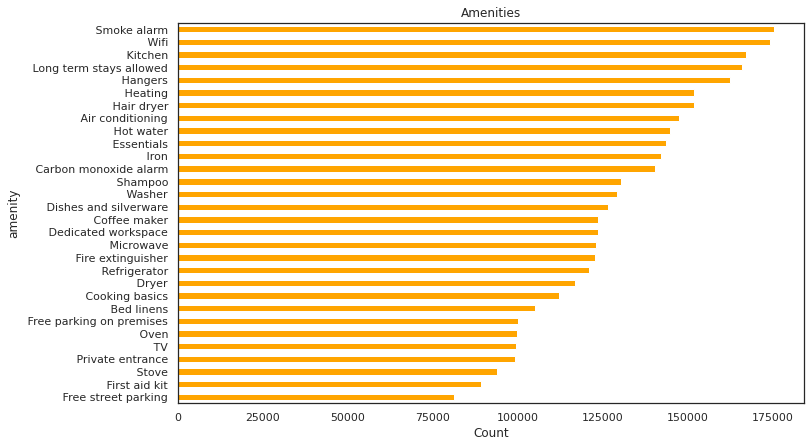 Amenities
Smoke alarm
Wifi
Kitchen
Long term stays allowed
Hangers
Heating
Hair dryer
Air conditioning
Hot water
Essentials
Iron
Carbon monoxide alarm
Shampoo
Washer
Dishes and silverware
Coffee maker
Dedicated workspace
Microwave
Fire extinguisher
Refrigerator
Dryer
Cooking basics
Bed linens
Free parking on premises
Oven
TV
Private entrance
Stove
First aid kit
Free street parking
amenity
0 25000 50000 75000 100000 125000 150000 175000
Count